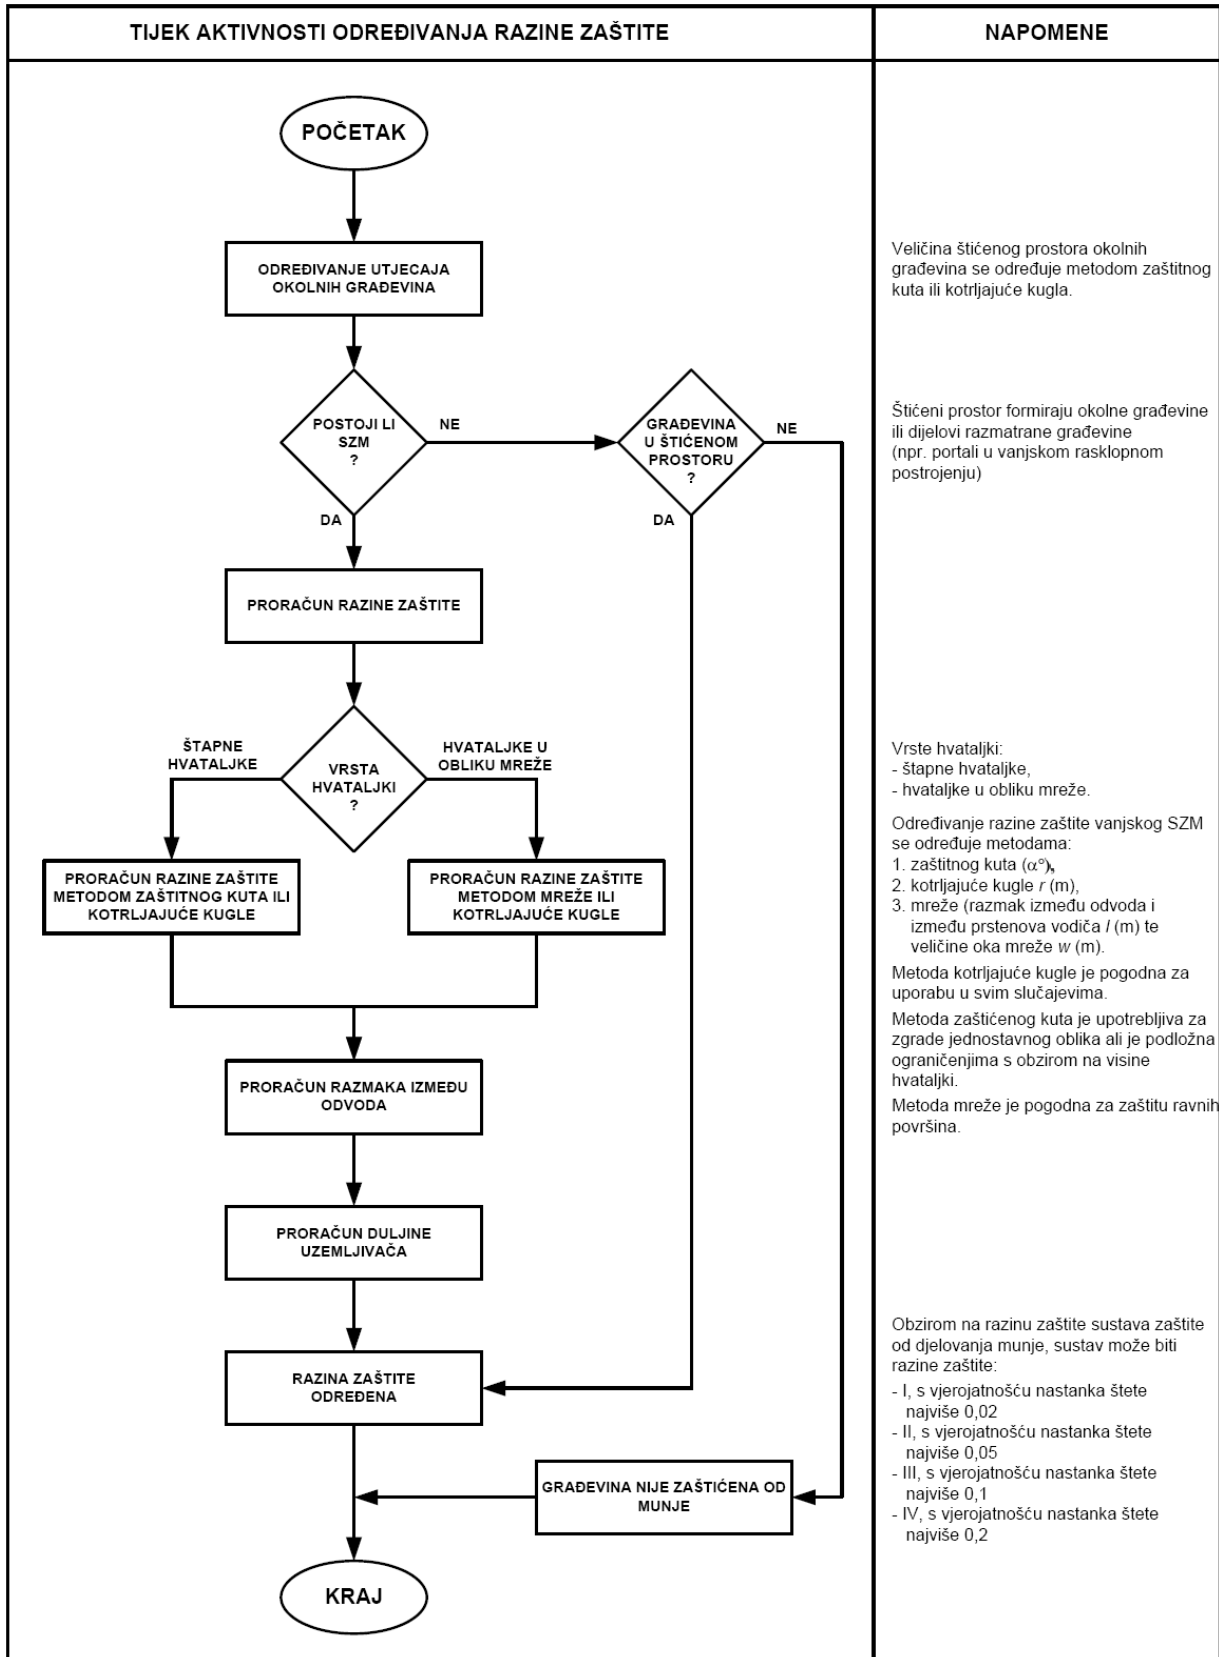 TIJEK AKTIVNOSTI ODREĐIVANJA RAZINE ZAŠTITE
NAPOMENE
POČETAK
ODREĐIVANJE UTJECAJA
OKOLNIH GRAĐEVINA
Veličina štićenog prostora okolnih
građevina se određuje metodom zaštitnog
kuta ili kotrljajuće kugla.
POSTOJI LI
SZM
?
NE
DA
GRAĐEVINA
U ŠTIĆENOM
PROSTORU
?
NE
DA
Štićeni prostor formiraju okolne građevine
ili dijelovi razmatrane građevine
(npr. portali u vanjskom rasklopnom
postrojenju)
PRORAČUN RAZINE ZAŠTITE
ŠTAPNE
HVATALJKE
VRSTA
HVATALJKI
?
HVATALJKE U
OBLIKU MREŽE
Vrste hvataljki:
- štapne hvataljke,
- hvataljke u obliku mreže.
PRORAČUN RAZINE ZAŠTITE
METODOM ZAŠTITNOG KUTA ILI
KOTRLJAJUĆE KUGLE
PRORAČUN RAZINE ZAŠTITE
METODOM MREŽE ILI
KOTRLJAJUĆE KUGLE
Određivanje razine zaštite vanjskog SZM
se određuje metodama:
1. zaštitnog kuta (α°),
2. kotrljajuće kugle r (m),
3. mreže (razmak između odvoda i
između prstenova vodiča l (m) te
veličine oka mreže w (m).
Metoda kotrljajuće kugle je pogodna za
uporabu u svim slučajevima.
Metoda zaštićenog kuta je upotrebljiva za
zgrade jednostavnog oblika ali je podložna
ograničenjima s obzirom na visine
hvataljki.
Metoda mreže je pogodna za zaštitu ravnih
površina.
PRORAČUN RAZMAKA IZMEĐU
ODVODA
PRORAČUN DULJINE
UZEMLJIVAČA
RAZINA ZAŠTITE
ODREĐENA
Obzirom na razinu zaštite sustava zaštite
od djelovanja munje, sustav može biti
razine zaštite:
- I, s vjerojatnošću nastanka štete
najviše 0,02
- II, s vjerojatnošću nastanka štete
najviše 0,05
- III, s vjerojatnošću nastanka štete
najviše 0,1
- IV, s vjerojatnošću nastanka štete
najviše 0,2
GRAĐEVINA NIJE ZAŠTIĆENA OD
MUNJE
KRAJ